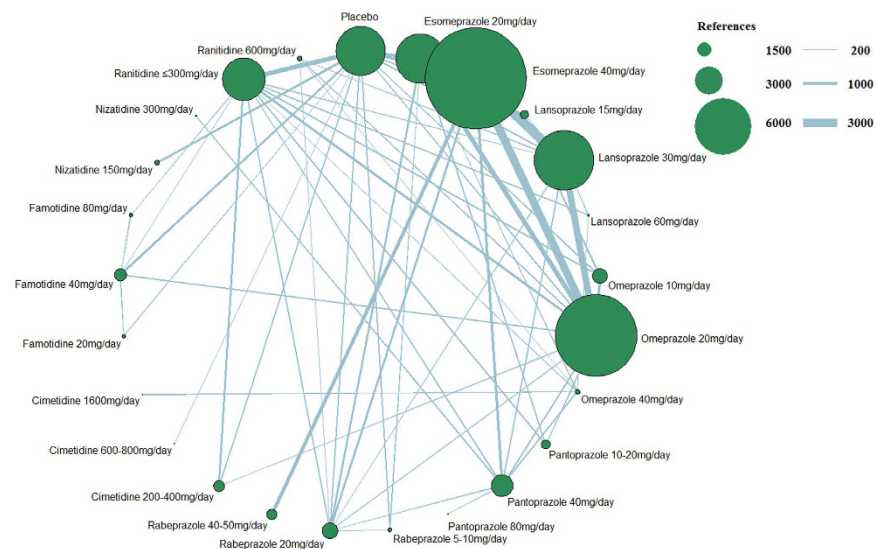 Placebo
Esomeprazole 20mg/day
References
Ranitidine 600mg/day
1500 200
Ranitidine ≤300mg/day
Esomeprazole 40mg/day
3000 1000
Nizatidine 300mg/day
Lansoprazole 15mg/day
6000 3000
Nizatidine 150mg/day
Lansoprazole 30mg/day
Famotidine 80mg/day
Lansoprazole 60mg/day
Famotidine 40mg/day
Omeprazole 10mg/day
Famotidine 20mg/day
Omeprazole 20mg/day
Cimetidine 1600mg/day
Omeprazole 40mg/day
Cimetidine 600-800mg/day
Pantoprazole 10-20mg/day
Cimetidine 200-400mg/day
Pantoprazole 40mg/day
Rabeprazole 40-50mg/day
Pantoprazole 80mg/day
Rabeprazole 20mg/day
Rabeprazole 5-10mg/day